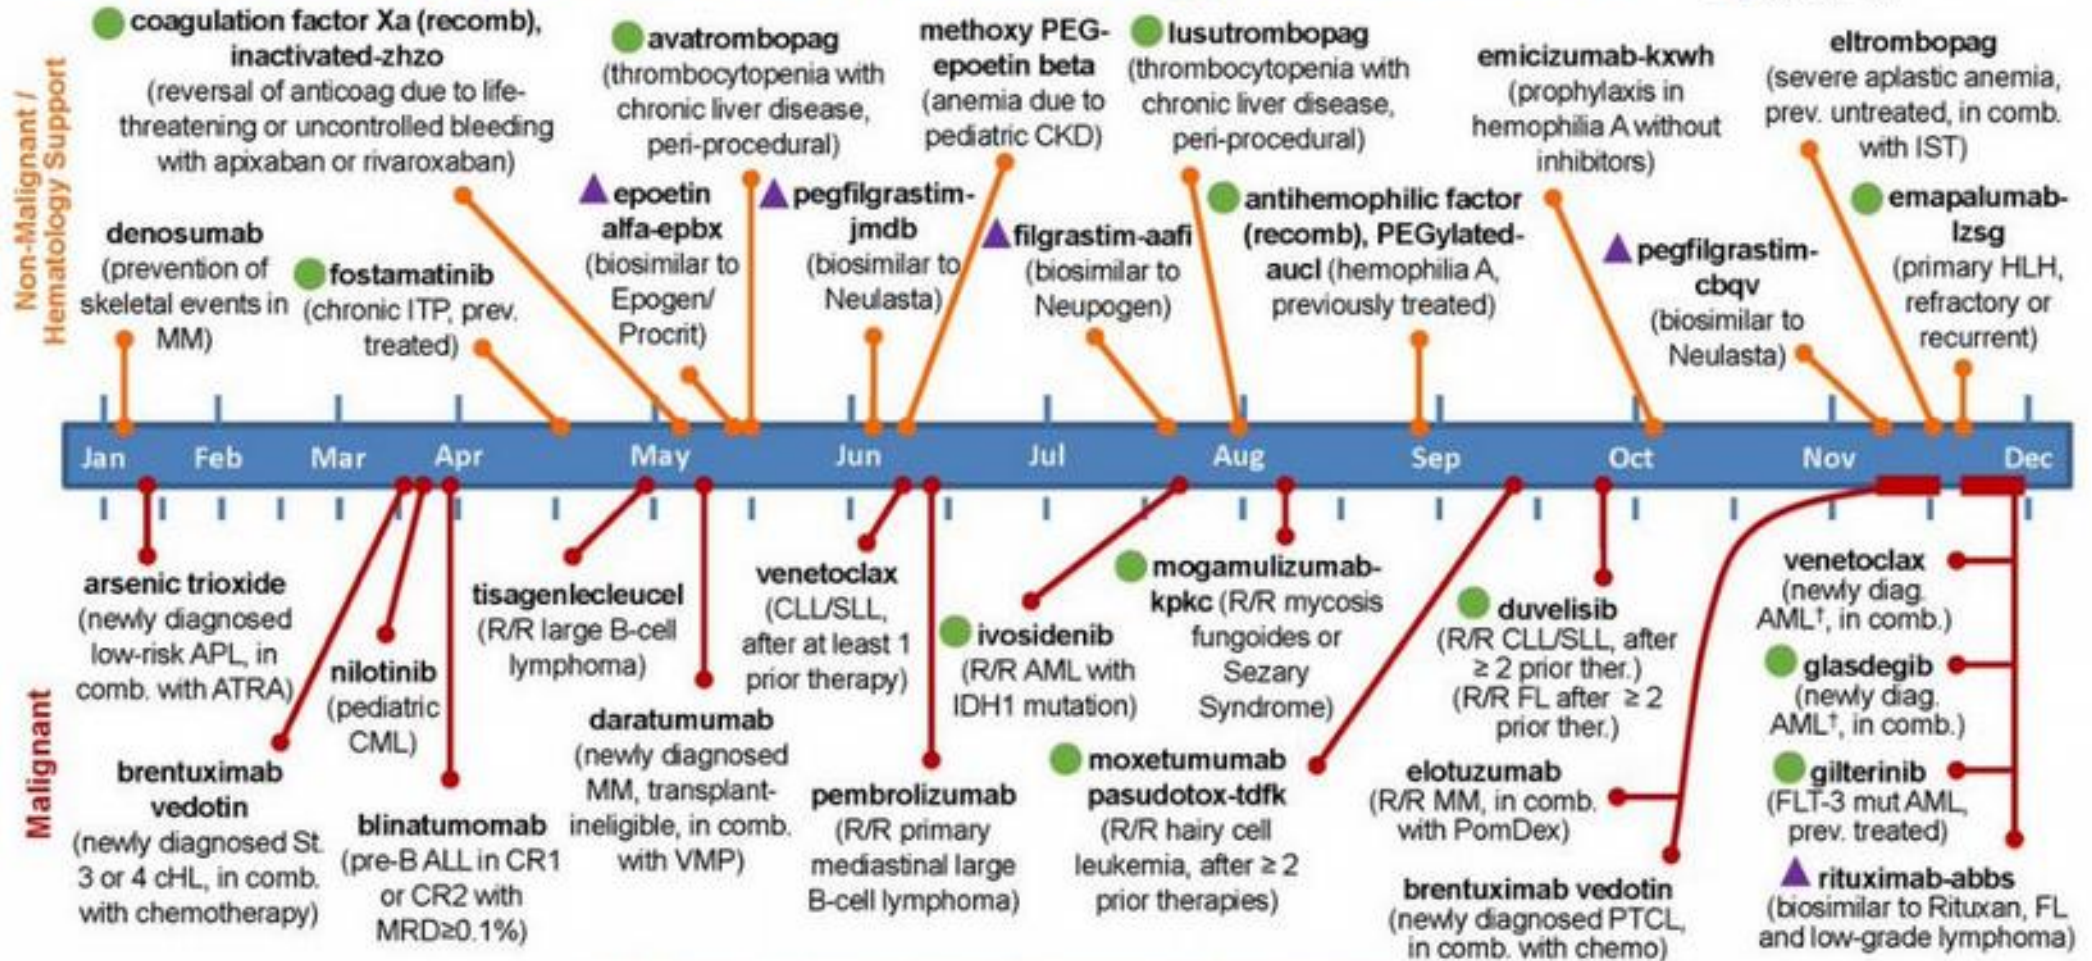 Non-Malignant /
Hematology Support
coagulation factor Xa (recomb),
inactivated-zhzo
(reversal of anticoag due to life-
threatening or uncontrolled bleeding
with apixaban or rivaroxaban)
avatrombopag
(thrombocytopenia with
chronic liver disease,
peri-procedural)
methoxy PEG-
epoetin beta
(anemia due to
pediatric CKD)
lusutrombopag
(thrombocytopenia with
chronic liver disease,
peri-procedural)
emicizumab-kxwh
(prophylaxis in
hemophilia A without
inhibitors)
eltrombopag
(severe aplastic anemia,
prev. untreated, in comb.
with IST)
denosumab
(prevention of
skeletal events in
MM)
fostamatinib
(chronic ITP, prev.
treated)
epoetin
alfa-epbx
(biosimilar to
Epogen/
Procrit)
pegfilgrastim-
jmdb
(biosimilar to
Neulasta)
filgrastim-aafi
(biosimilar to
Neupogen)
antihemophilic factor
(recomb), PEGylated-
aucl (hemophilia A,
previously treated)
pegfilgrastim-
cbqv
(biosimilar to
Neulasta)
emapalumab-
lzsg
(primary HLH,
refractory or
recurrent)
Jan Feb Mar Apr May Jun Jul Aug Sep Oct Nov Dec
Malignant
arsenic trioxide
(newly diagnosed
low-risk APL, in
comb. with ATRA)
brentuximab
vedotin
(newly diagnosed St.
3 or 4 cHL, in comb.
with chemotherapy)
nilotinib
(pediatric
CML)
blinatumomab
(pre-B ALL in CR1
or CR2 with
MRD≥0.1%)
tisagenlecleucel
(R/R large B-cell
lymphoma)
daratumumab
(newly diagnosed
MM, transplant-
ineligible, in comb.
with VMP)
venetoclax
(CLL/SLL,
after at least 1
prior therapy)
pembrolizumab
(R/R primary
mediastinal large
B-cell lymphoma)
ivosidenib
(R/R AML with
IDH1 mutation)
mogamulizumab-
kpkc (R/R mycosis
fungoides or
Sezary
Syndrome)
moxetumumab
pasudotox-tdfk
(R/R hairy cell
leukemia, after ≥ 2
prior therapies)
duvelisib
(R/R CLL/SLL, after
≥ 2 prior ther.)
(R/R FL after ≥ 2
prior ther.)
elotuzumab
(R/R MM, in comb.
with PomDex)
brentuximab vedotin
(newly diagnosed PTCL,
in comb. with chemo)
venetoclax
(newly diag.
AML†, in comb.)
glasdegib
(newly diag.
AML†, in comb.)
gilterinib
(FLT-3 mut AML,
prev. treated)
rituximab-abbs
(biosimilar to Rituxan, FL
and low-grade lymphoma)